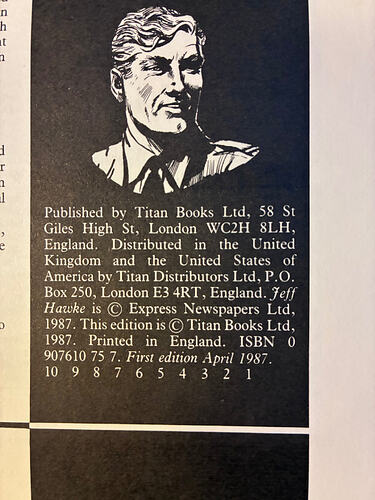 Published by Titan Books Ltd, 58 St
Giles High St, London WC2H 8LH,
England. Distributed in the United
Kingdom and the United States of
America by Titan Distributors Ltd, P.O.
Box 250, London E3 4RT, England. Jeff
Hawke is © Express Newspapers Ltd,
1987. This edition is © Titan Books Ltd,
1987. Printed in England. ISBN 0
907610 75 7. First edition April 1987.
10 9 8 7 6 5 4 3 2 1